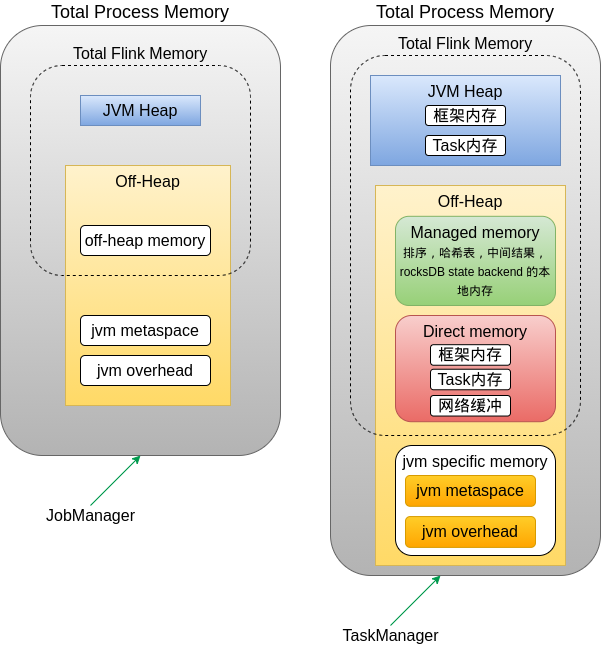 Total Process Memory
Total Flink Memory
JVM Heap
Off-Heap
off-heap memory
jvm metaspace
jvm overhead
JobManager
Total Process Memory
Total Flink Memory
JVM Heap
框架内存
Task内存
Off-Heap
Managed memory
排序，哈希表，中间结果，
rocksDB state backend 的本
地内存
Direct memory
框架内存
Task内存
网络缓冲
jvm specific memory
jvm metaspace
jvm overhead
TaskManager